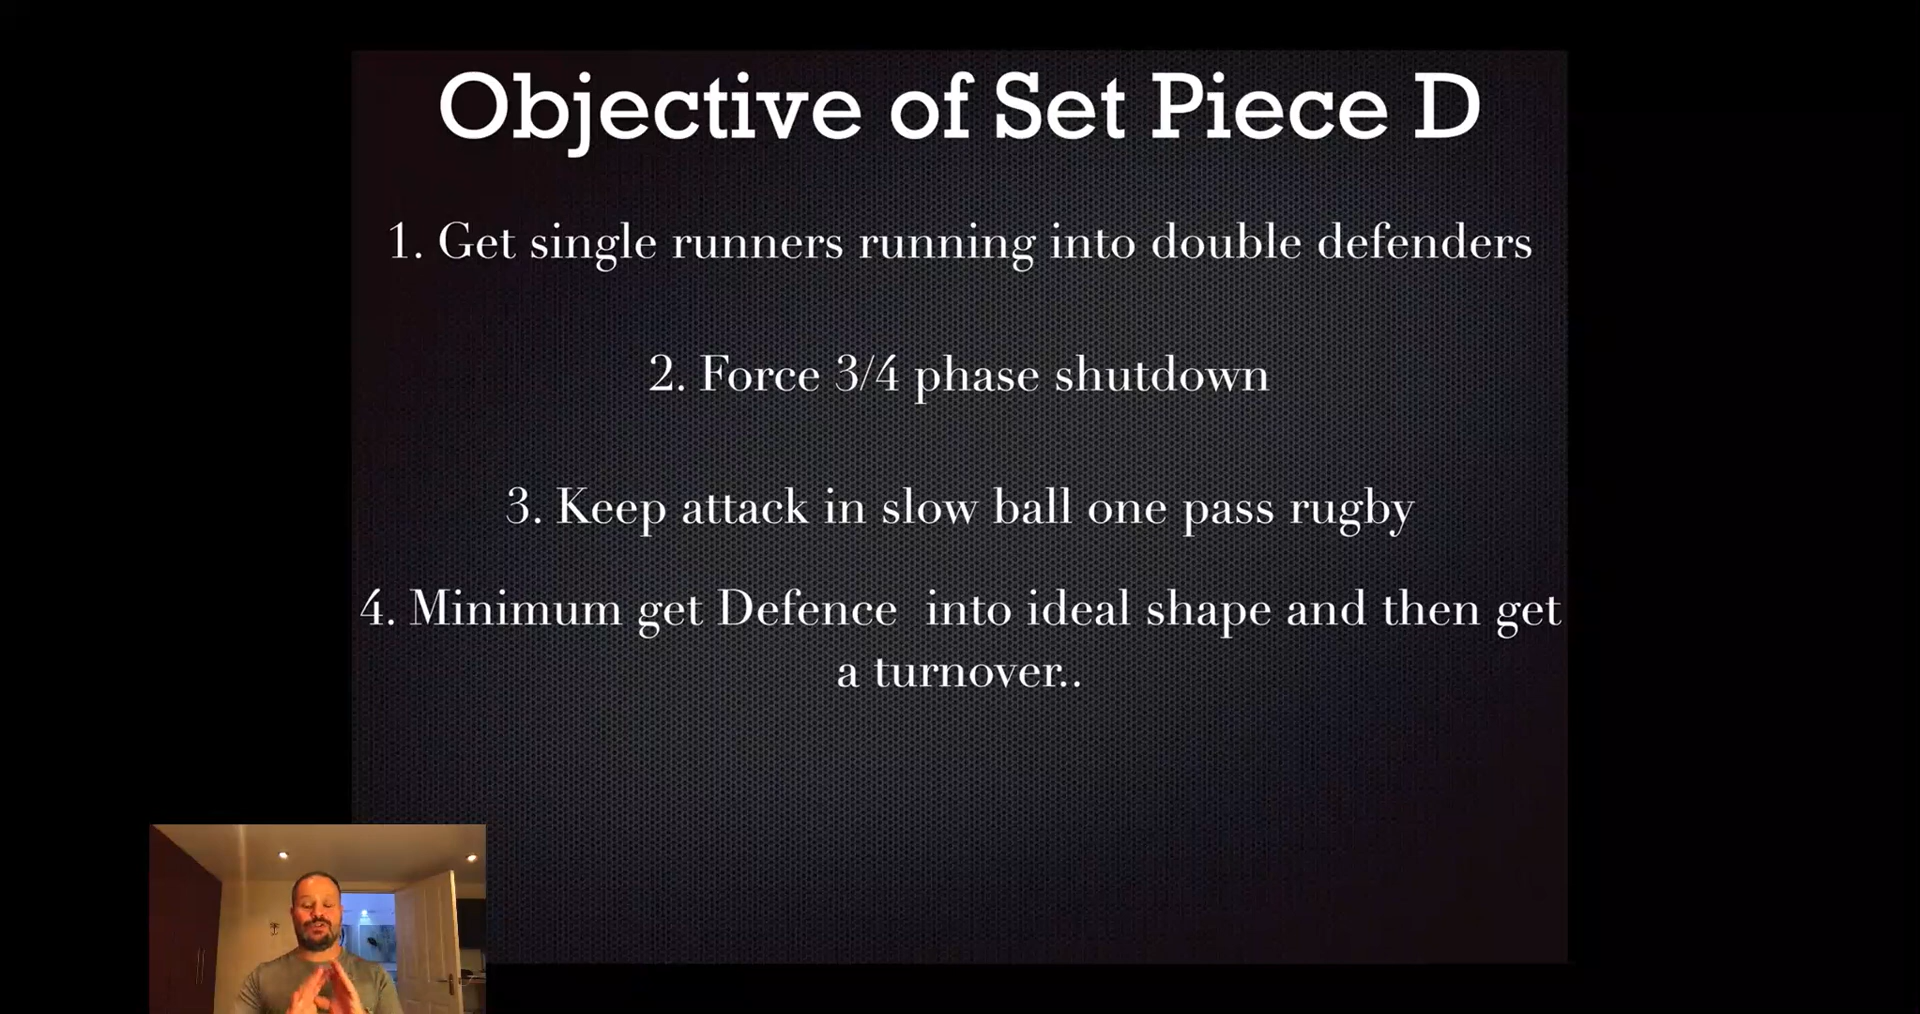 Objective of Set Piece D
1. Get single runners running into double defenders
2. Force 3/4 phase shutdown
3. Keep attack in slow ball one pass rugby
4. Minimum get Defence  into ideal shape and then get
a turnover..